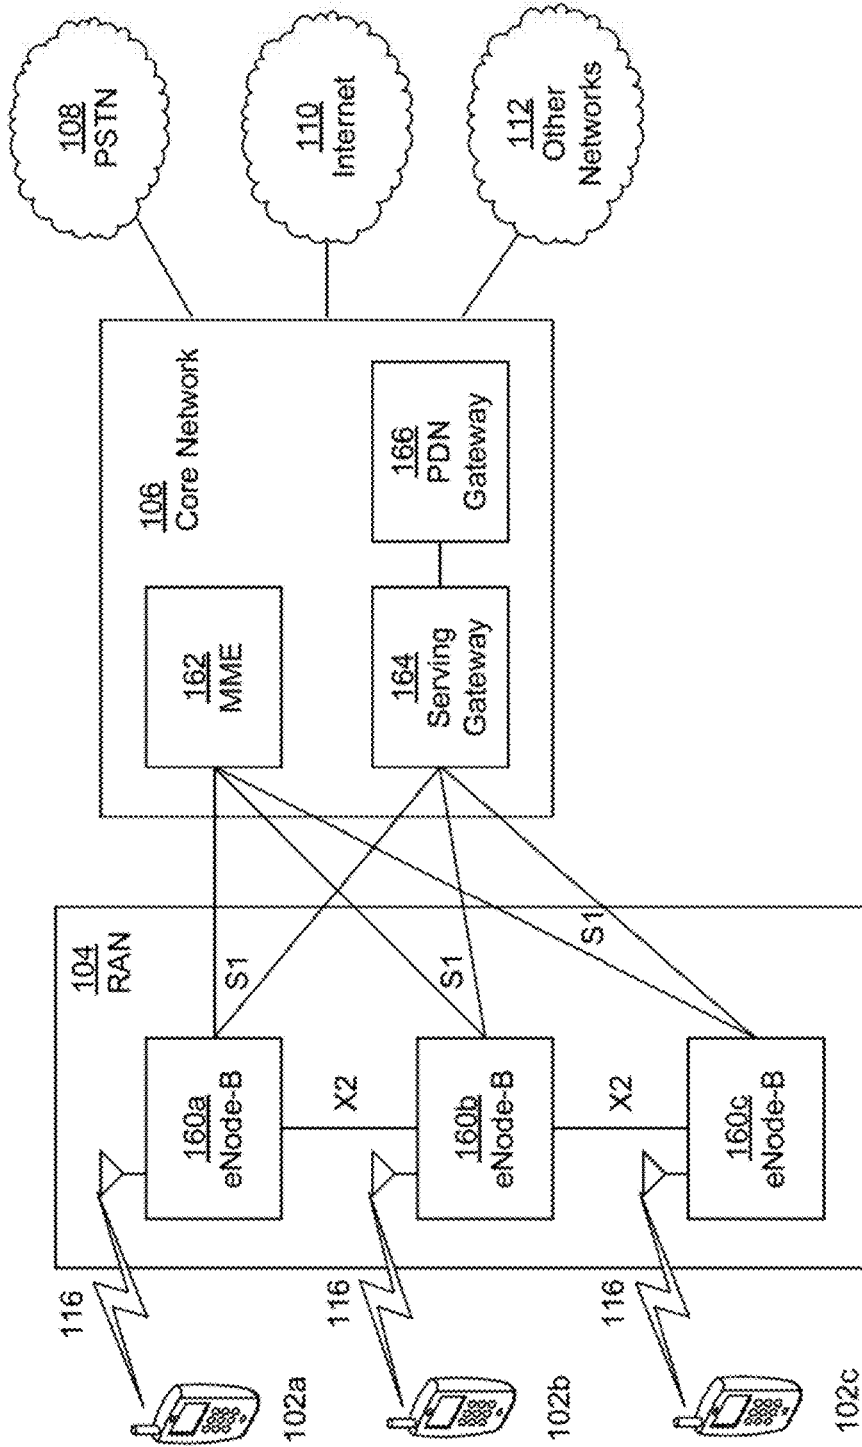 102a
116
102b
116
102c
116
104
RAN
160a
eNode-B
X2
160b
eNode-B
X2
160c
eNode-B
S1
S1
S1
106
Core Network
162
MME
164
Serving
Gateway
166
PDN
Gateway
108
PSTN
110
Internet
112
Other
Networks